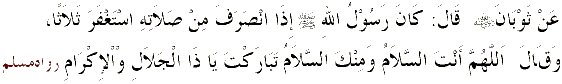 عَنْ ثَوْبَانَ ﷺ قَالَ: كَانَ رَسُوْلُ اللهِ ﷺ إِذَا انْصَرَفَ مِنْ صَلَاتِهِ اسْتَغْفَرَ ثَلَاثًا،
وَقَالَ اللَّهُمَّ أَنْتَ السَّلَامُ وَمِنْكَ السَّلَامُ تَبَارَكْتَ يَا ذَا الْجَلَالِ وَالْإِكْرَامِ رواه مسلم